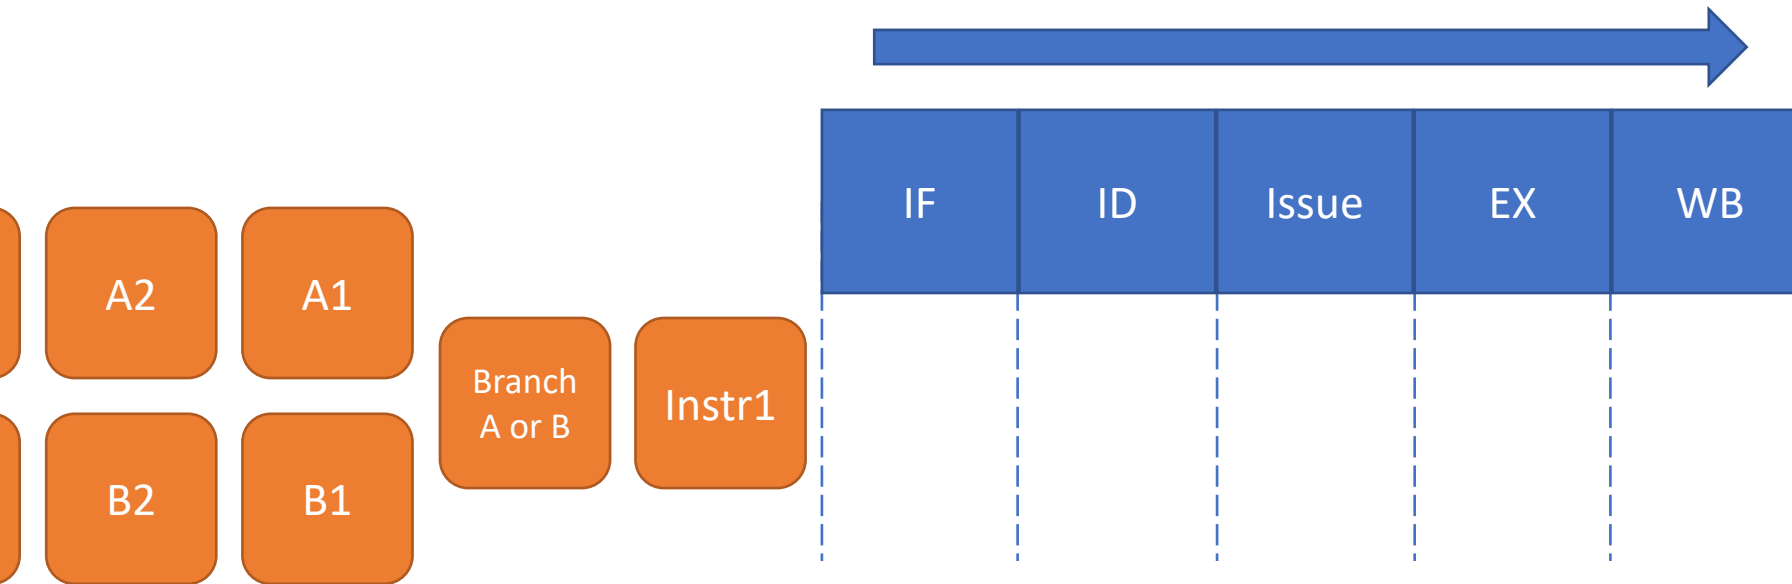 IF
ID
Issue
EX
WB
A2
A1
Branch
A or B
Instr1
B2
B1